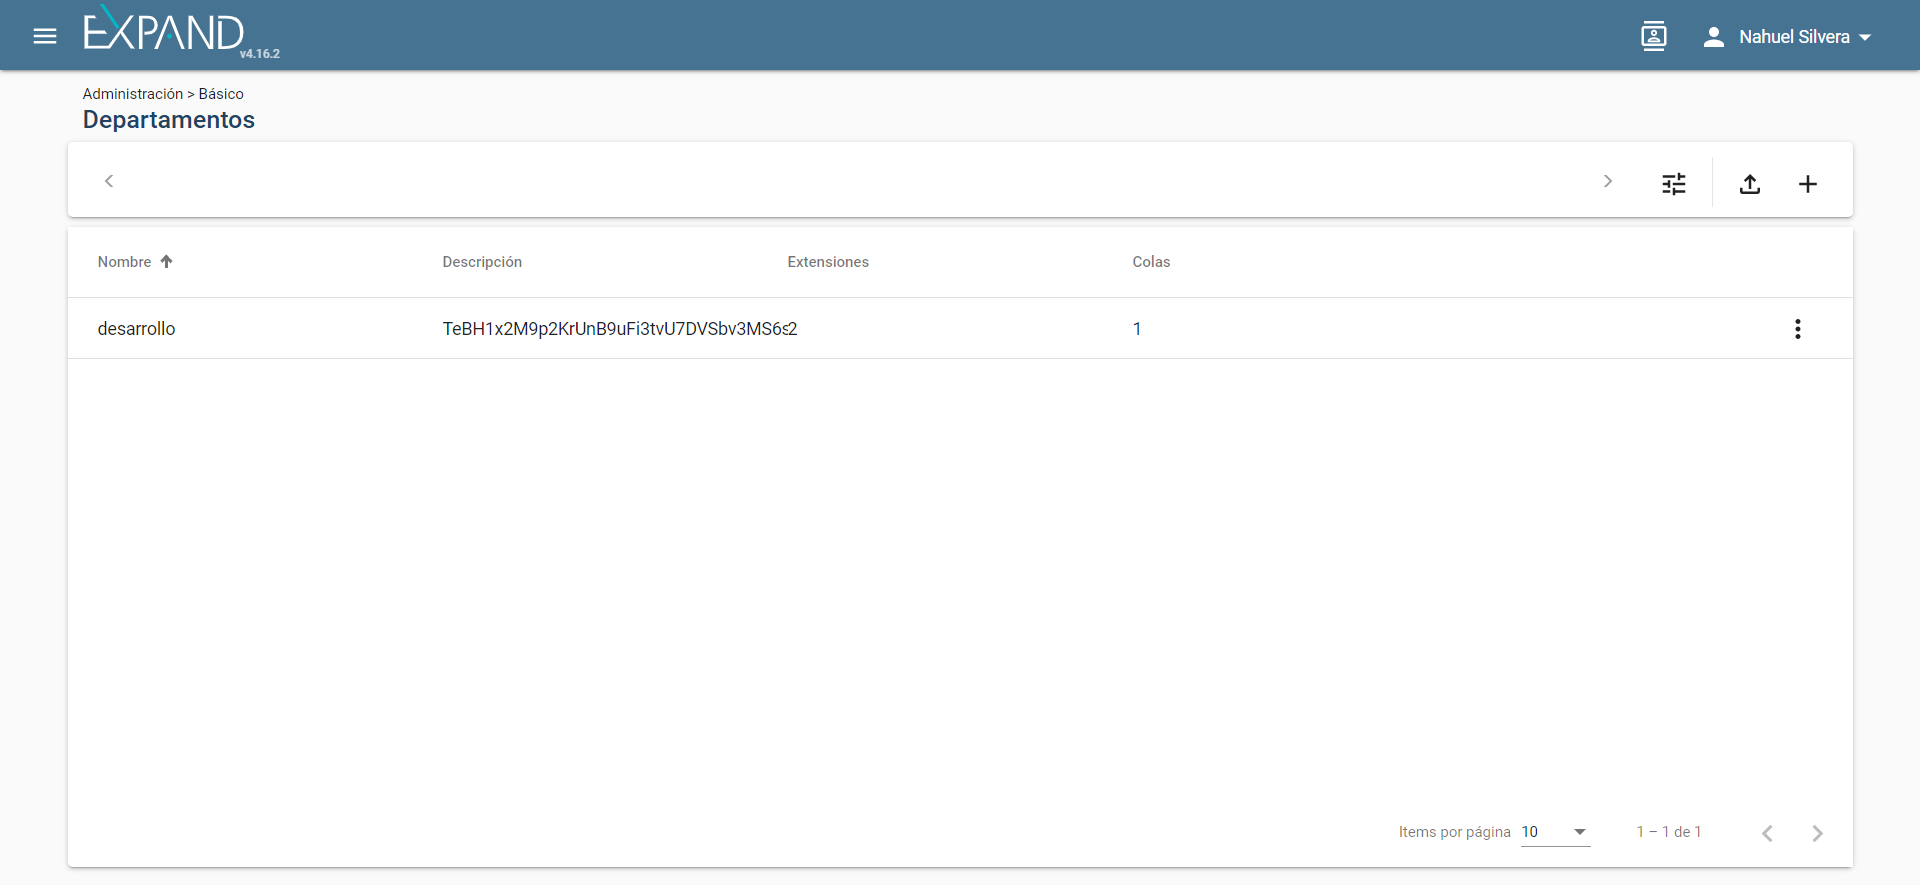 EXPAND v4.16.2 Nahuel Silvera
Administración > Básico
Departamentos
Nombre Descripción Extensiones Colas
desarrollo TeBH1x2M9p2KrUnB9uFi3tvU7DVSbv3MS6s2 1
Items por página 10 1 – 1 de 1